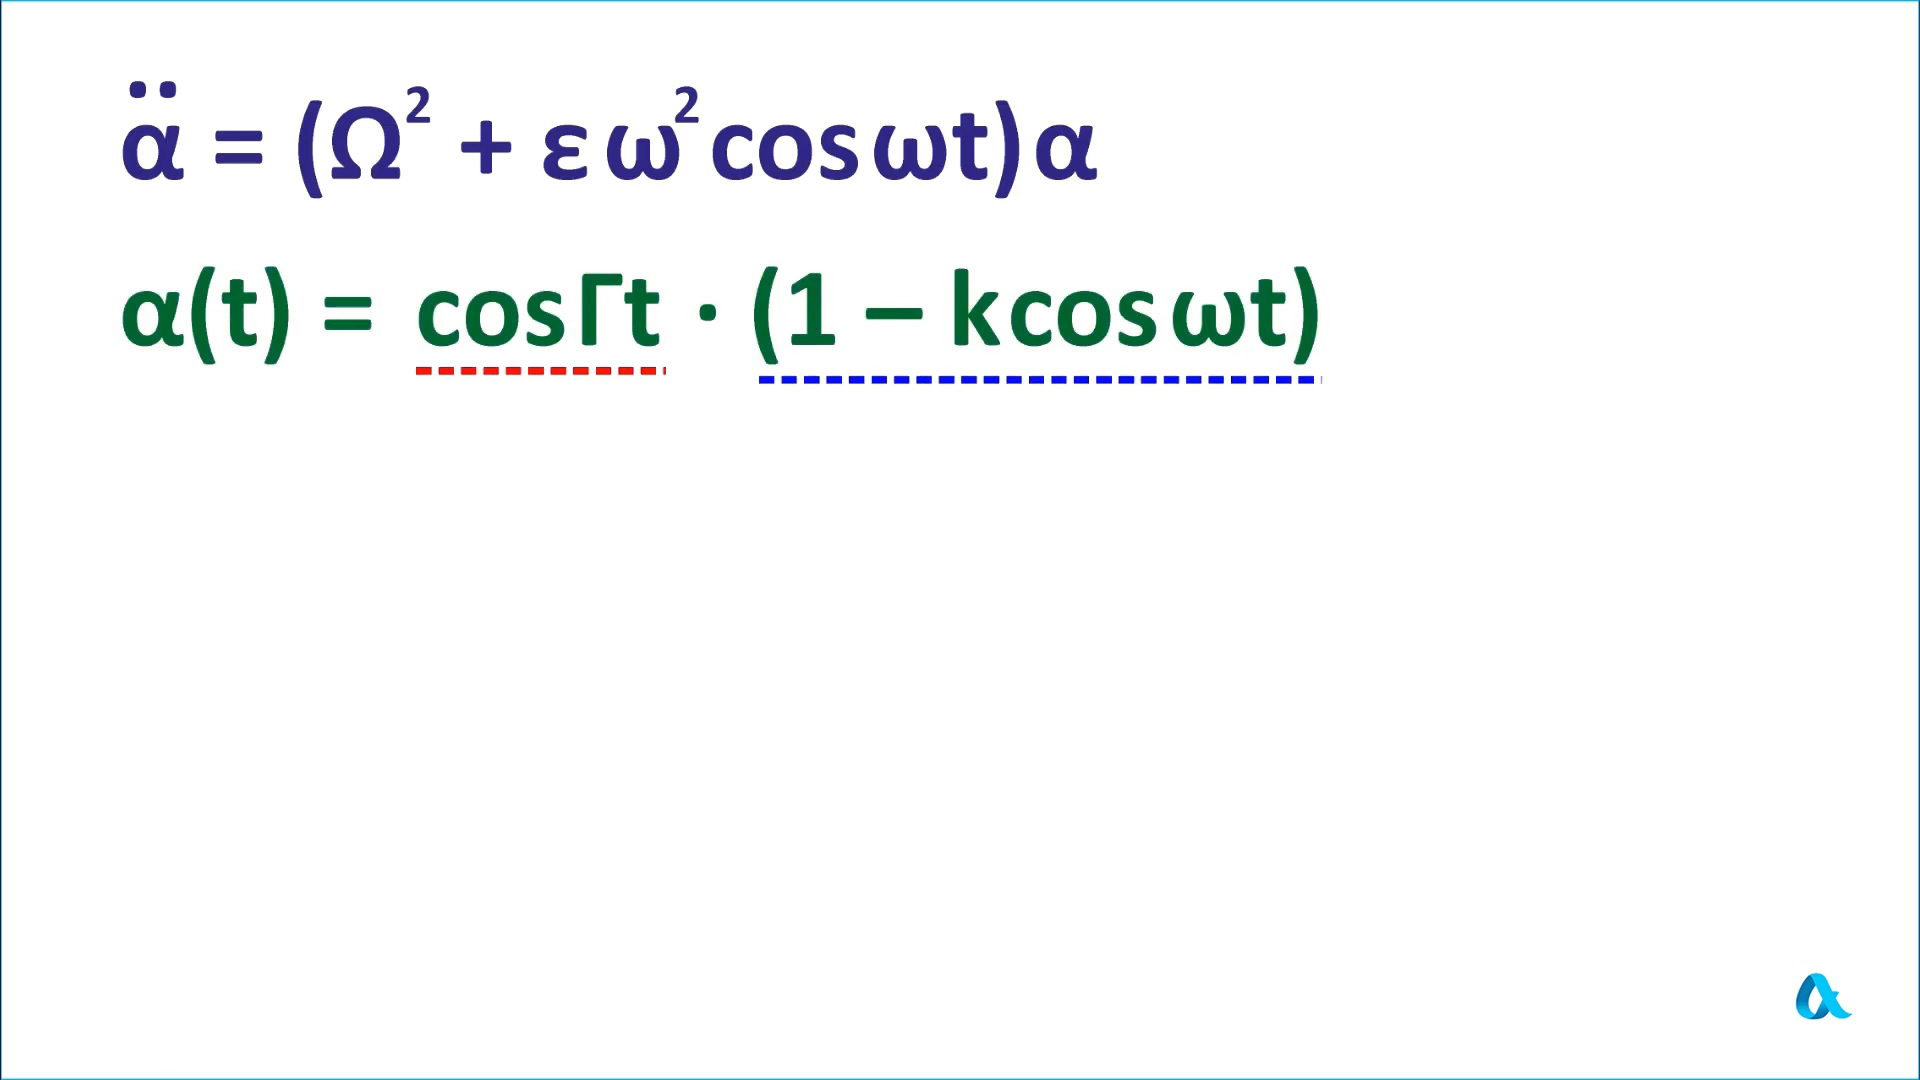 α̈ = (Ω² + εω²cosωt)α
α(t) = cosΓt · (1 – kcosωt)